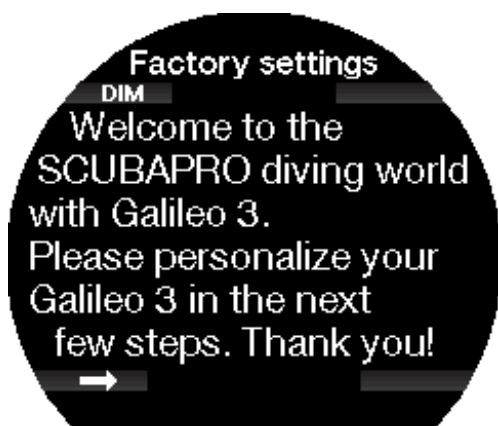 Factory settings
DIM
Welcome to the
SCUBAPRO diving world
with Galileo 3.
Please personalize your
Galileo 3 in the next
few steps. Thank you!